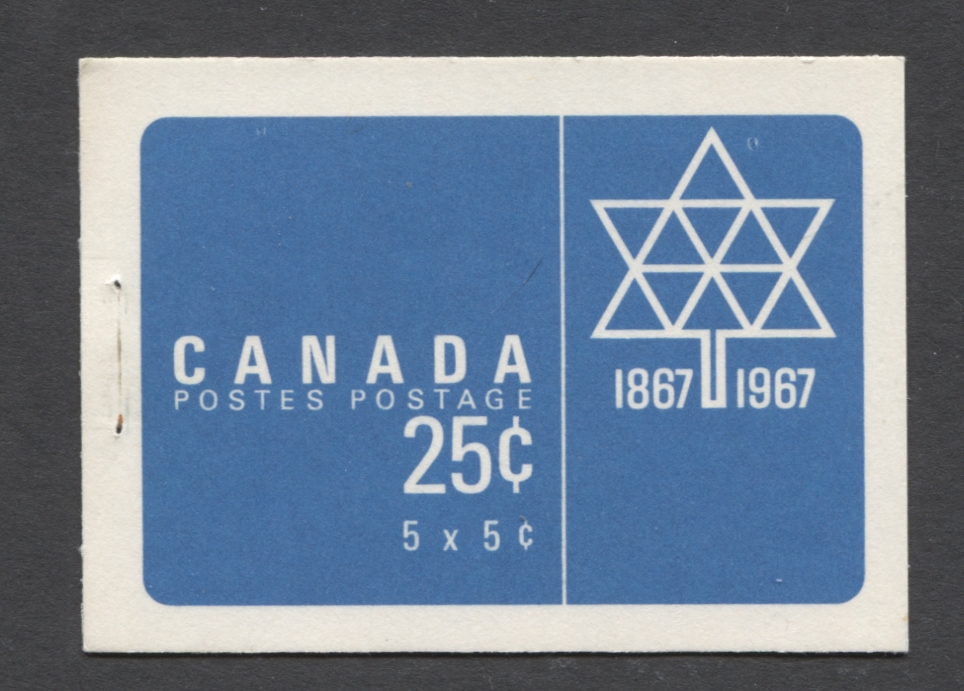 CANADA
POSTES POSTAGE
25¢
5 x 5¢
1867 1967